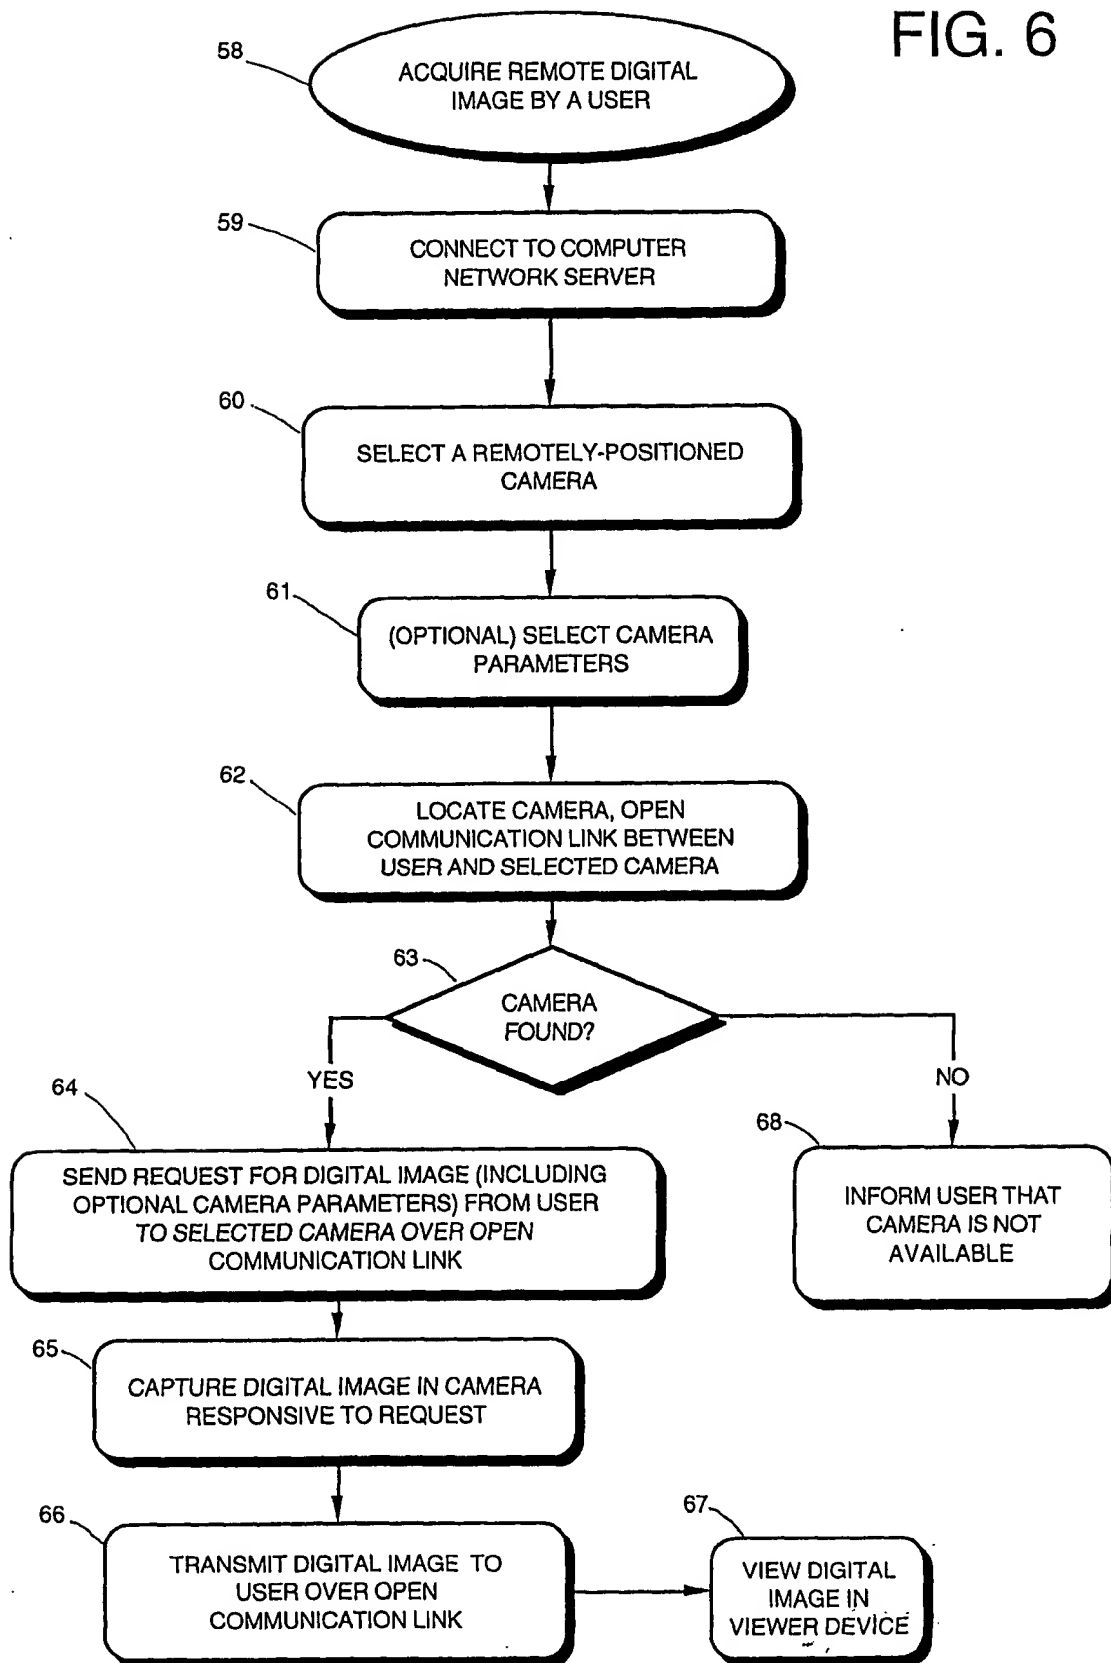 FIG. 6
58
ACQUIRE REMOTE DIGITAL
IMAGE BY A USER
59
CONNECT TO COMPUTER
NETWORK SERVER
60
SELECT A REMOTELY-POSITIONED
CAMERA
61
(OPTIONAL) SELECT CAMERA
PARAMETERS
62
LOCATE CAMERA, OPEN
COMMUNICATION LINK BETWEEN
USER AND SELECTED CAMERA
63
CAMERA
FOUND?
YES
NO
64
SEND REQUEST FOR DIGITAL IMAGE (INCLUDING
OPTIONAL CAMERA PARAMETERS) FROM USER
TO SELECTED CAMERA OVER OPEN
COMMUNICATION LINK
68
INFORM USER THAT
CAMERA IS NOT
AVAILABLE
65
CAPTURE DIGITAL IMAGE IN CAMERA
RESPONSIVE TO REQUEST
66
TRANSMIT DIGITAL IMAGE TO
USER OVER OPEN
COMMUNICATION LINK
67
VIEW DIGITAL
IMAGE IN
VIEWER DEVICE